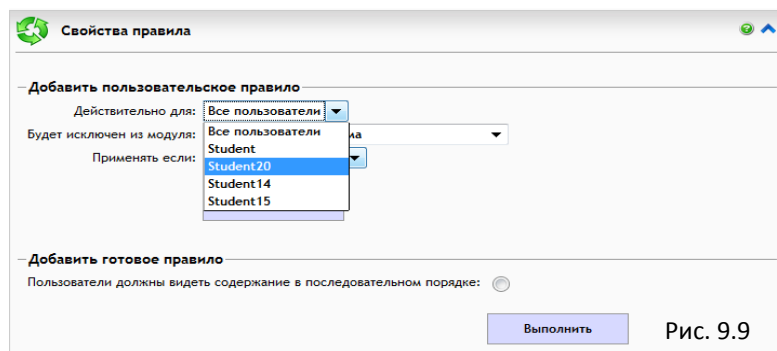 Свойства правила
Добавить пользовательское правило
Действительно для: Все пользователи
Будет исключен из модуля: Все пользователи ма
Student
Применять если: Student20
Student14
Student15
Добавить готовое правило
Пользователи должны видеть содержание в последовательном порядке:
Выполнить
Рис. 9.9